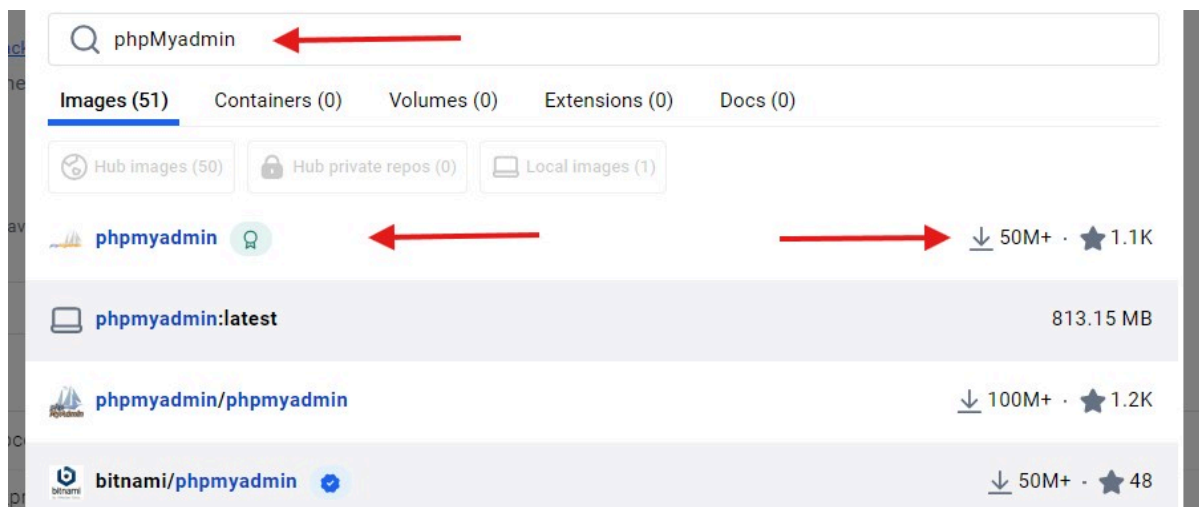 phpMyadmin
Images (51) Containers (0) Volumes (0) Extensions (0) Docs (0)
Hub images (50) Hub private repos (0) Local images (1)
phpmyadmin 50M+ · 1.1K
phpmyadmin:latest 813.15 MB
phpmyadmin/phpmyadmin 100M+ · 1.2K
bitnami/phpmyadmin 50M+ · 48